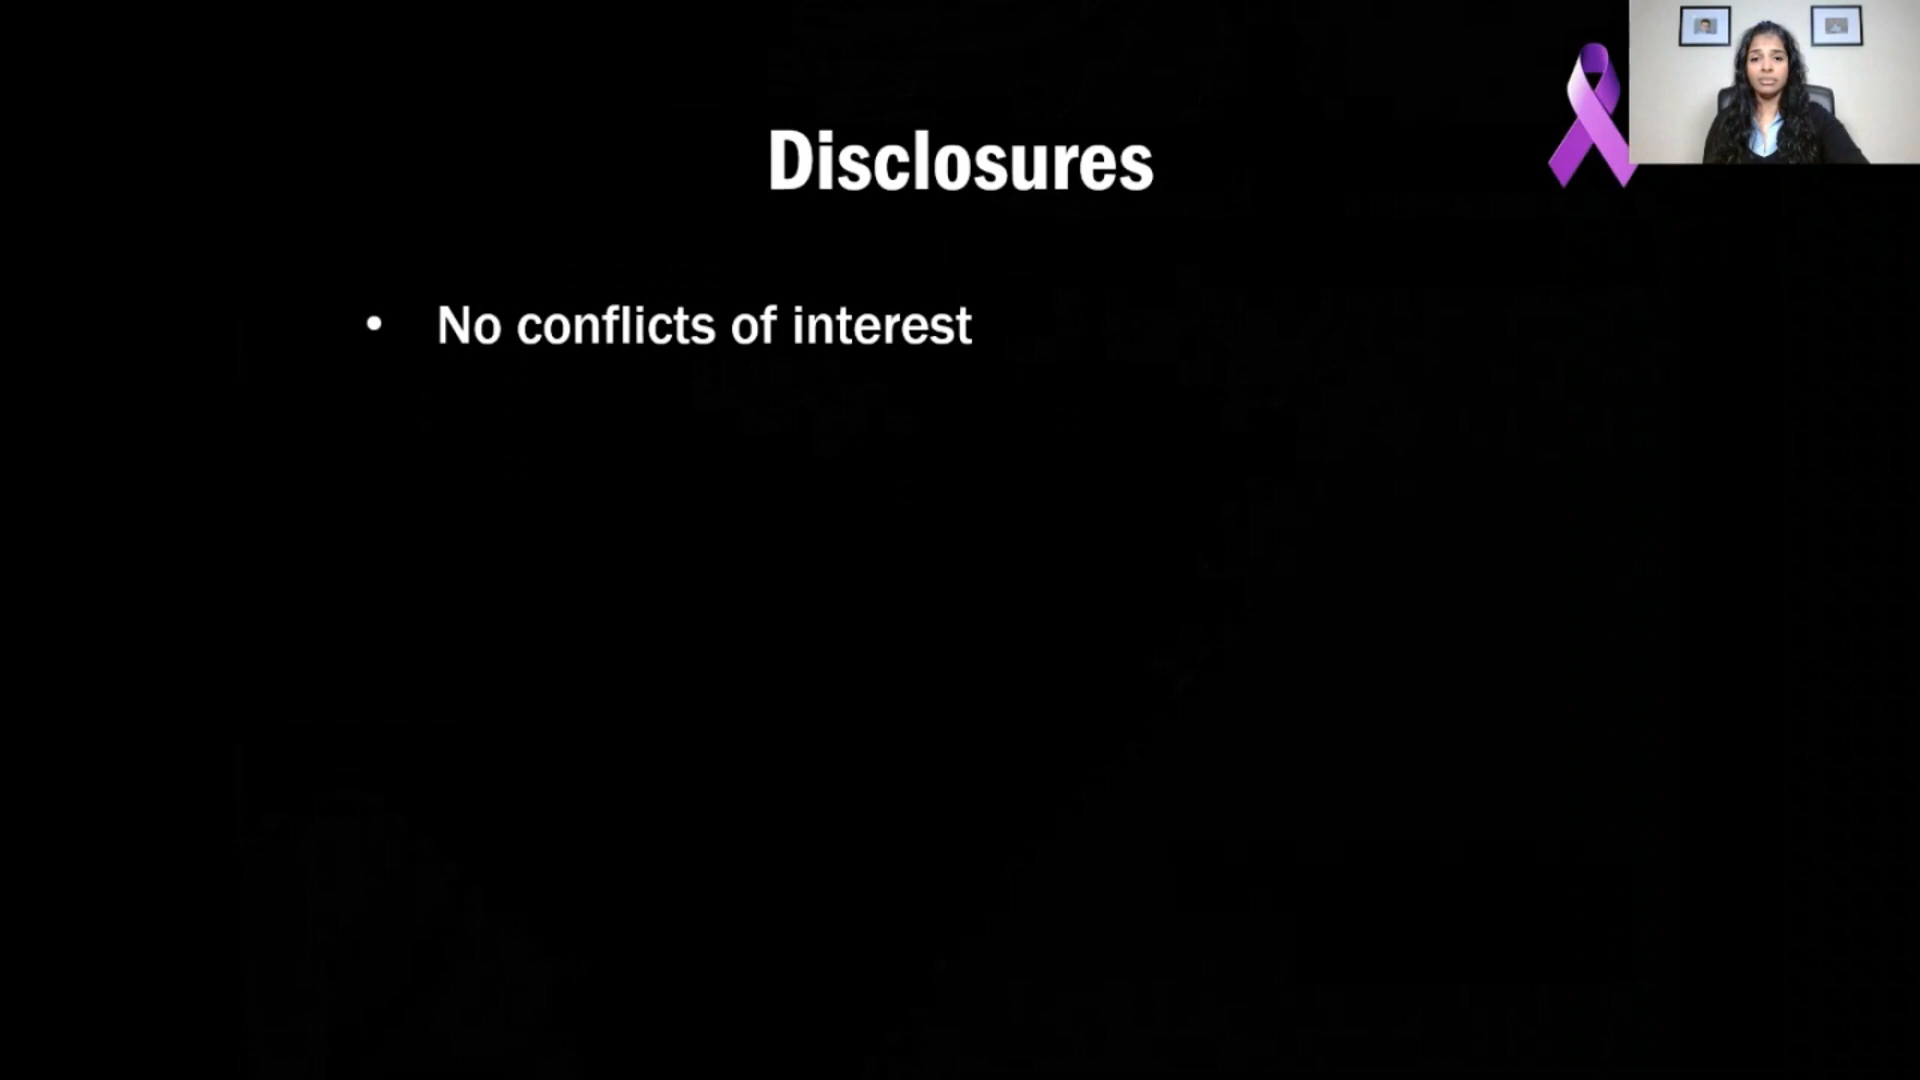 Disclosures
• No conflicts of interest